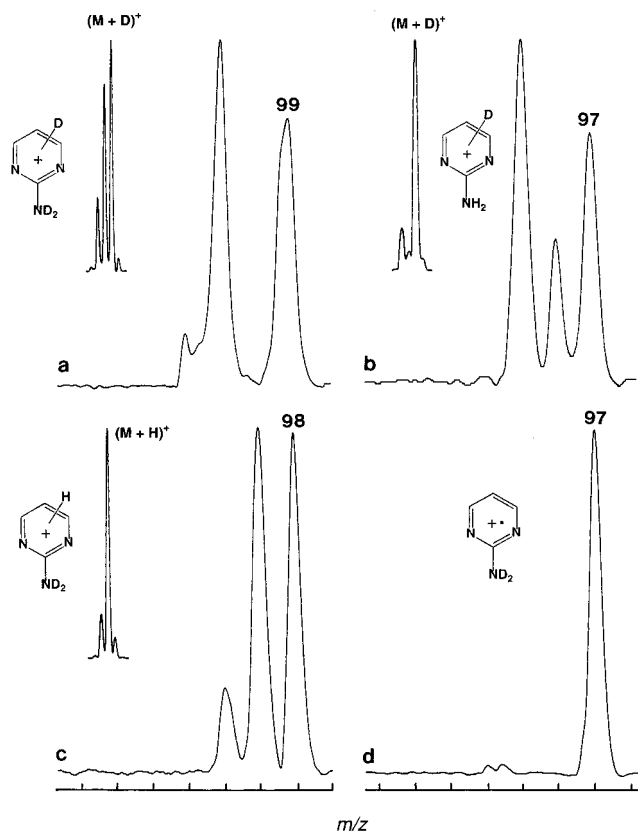 (M + D)⁺
99
D
+
N N
ND₂
a
(M + D)⁺
97
D
+
N N
NH₂
b
(M + H)⁺
98
H
+
N N
ND₂
c
97
+•
N N
ND₂
d
m/z